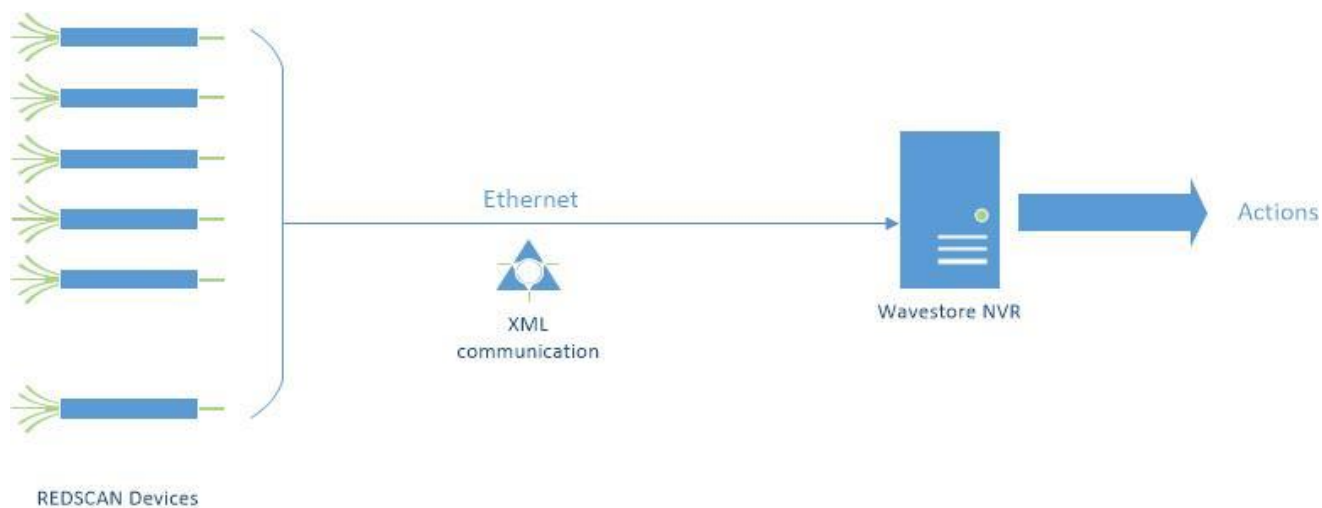 Ethernet
XML
communication
Wavestore NVR
Actions
REDSCAN Devices